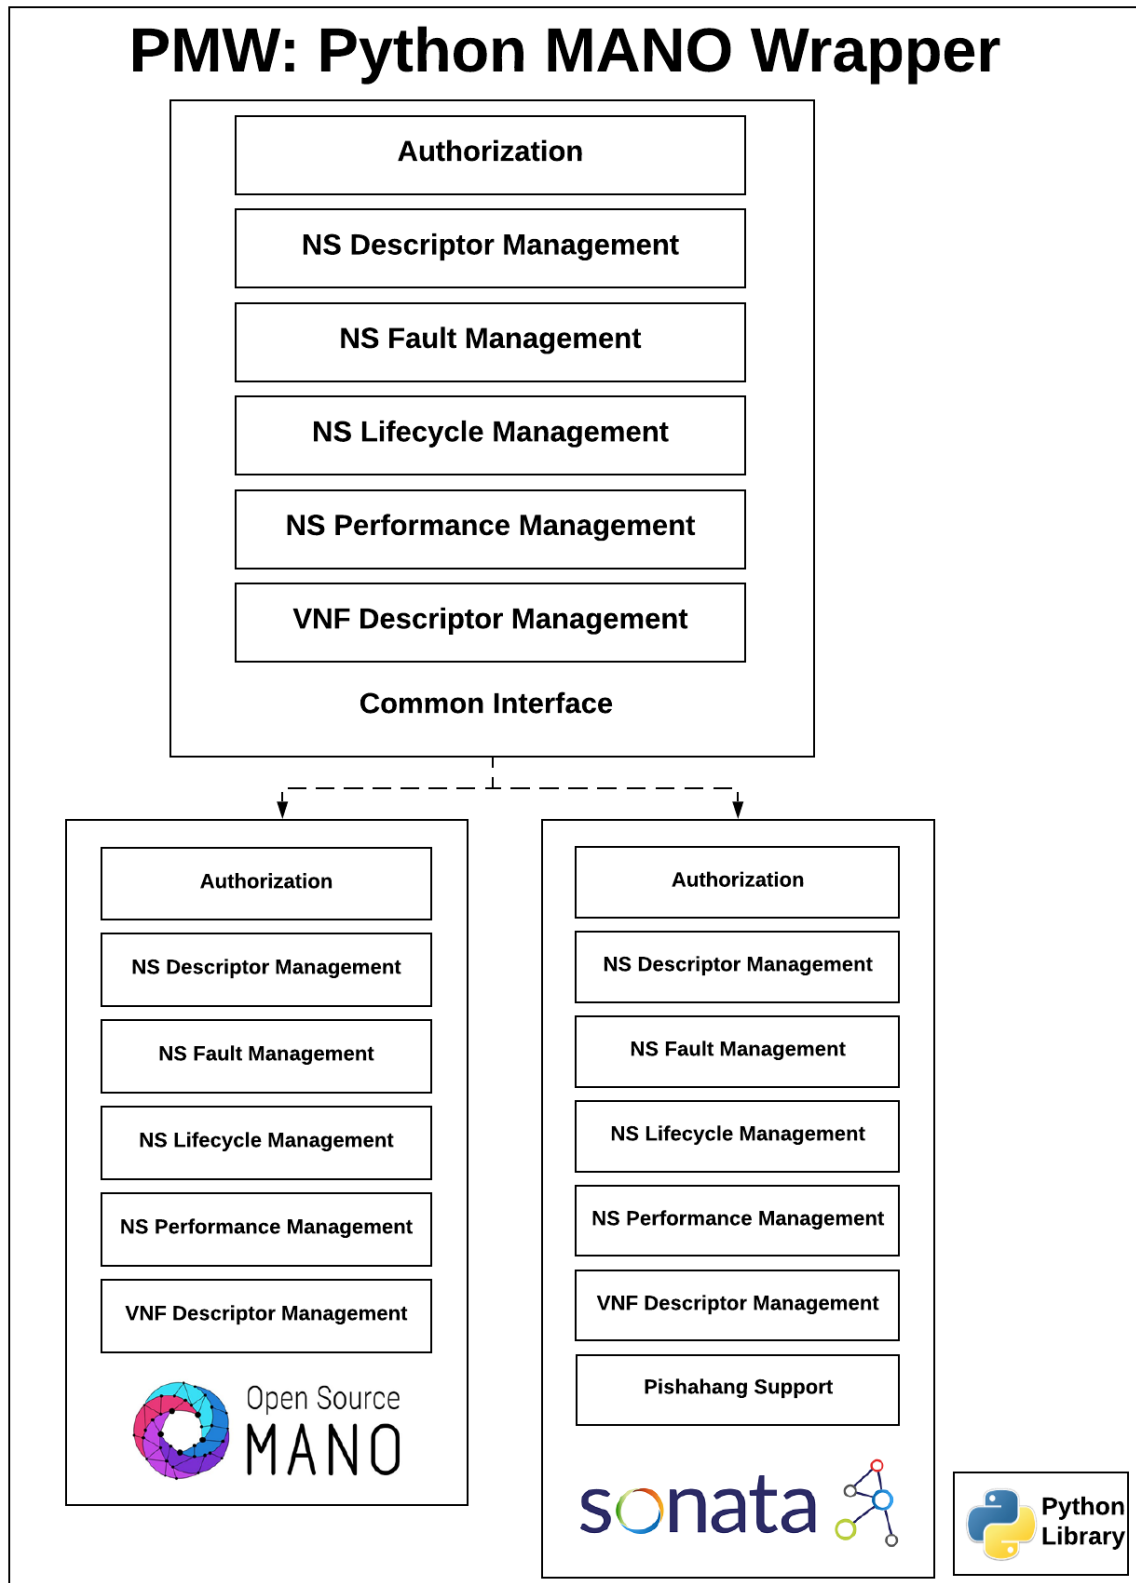 PMW: Python MANO Wrapper
Authorization
NS Descriptor Management
NS Fault Management
NS Lifecycle Management
NS Performance Management
VNF Descriptor Management
Common Interface
Authorization
NS Descriptor Management
NS Fault Management
NS Lifecycle Management
NS Performance Management
VNF Descriptor Management
Open Source
MANO
Authorization
NS Descriptor Management
NS Fault Management
NS Lifecycle Management
NS Performance Management
VNF Descriptor Management
Pishahang Support
sonata
Python
Library